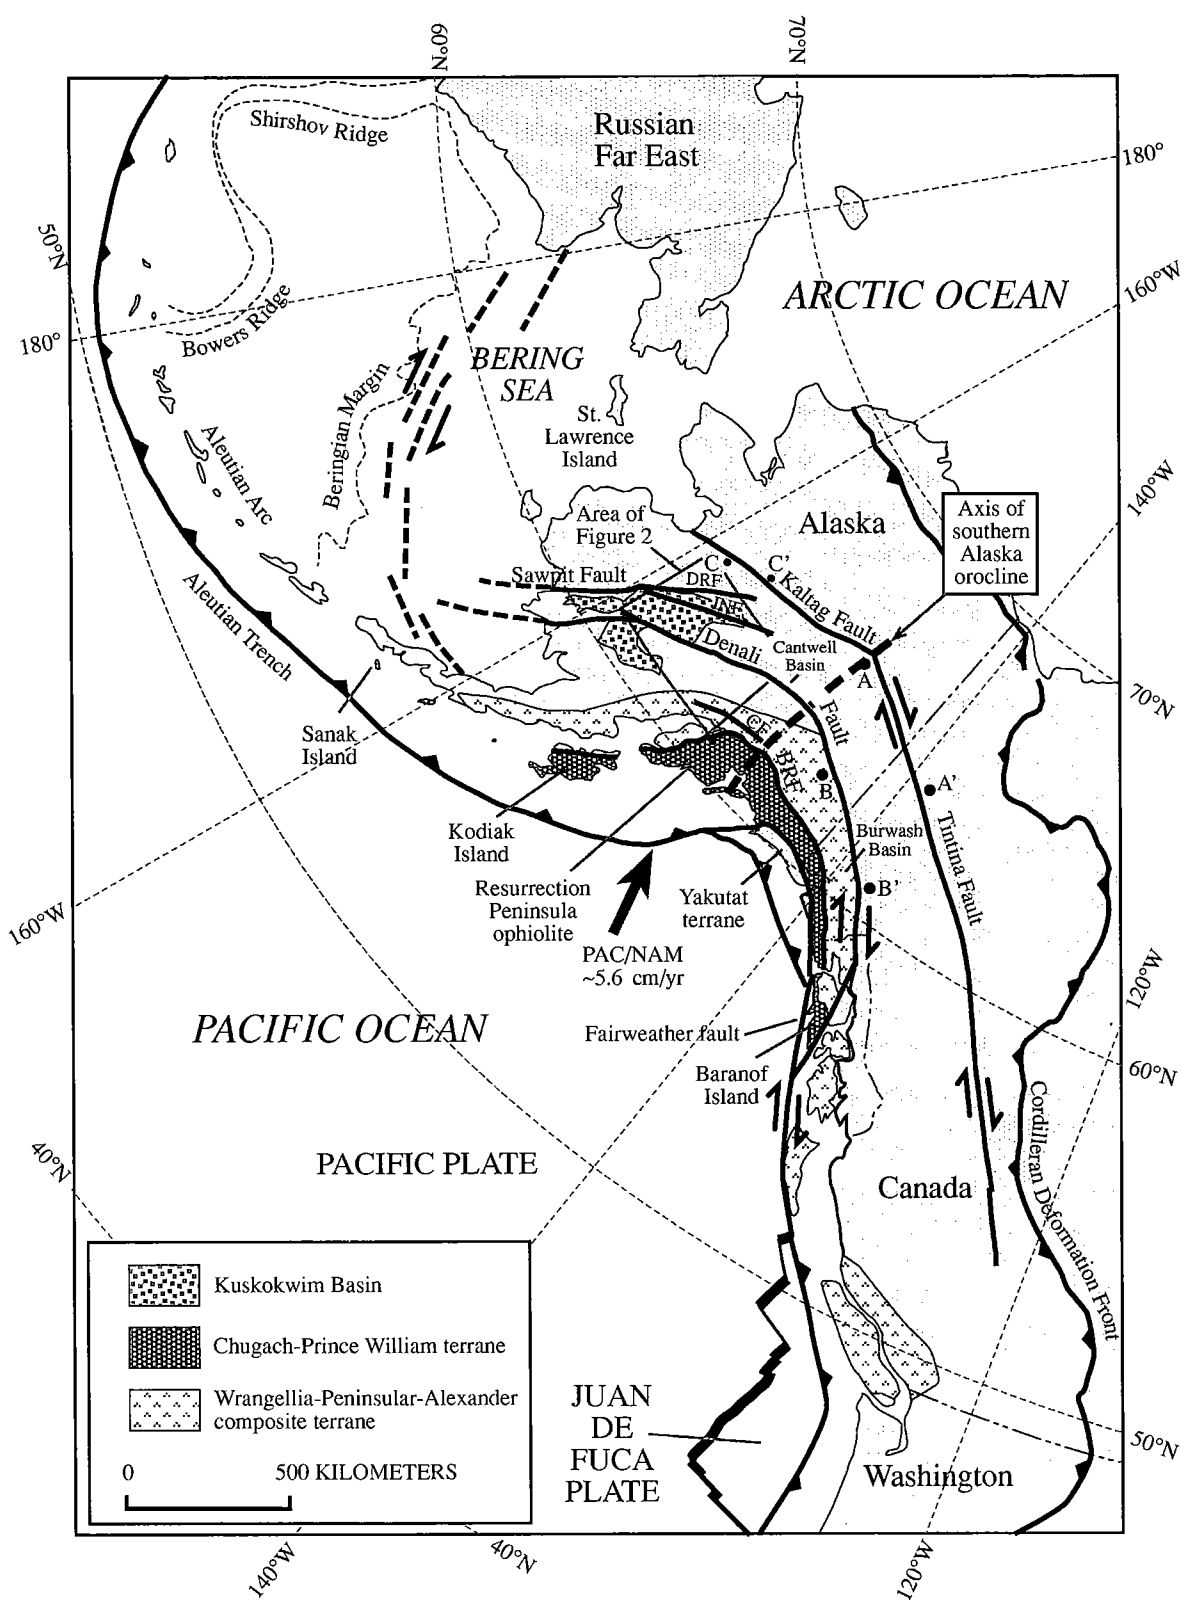 60°N
70°N
Shirshov Ridge
Russian
Far East
180°
50°N
160°W
ARCTIC OCEAN
Bowers Ridge
180°
BERING
SEA
Beringian Margin
St.
Lawrence
Island
Aleutian Arc
140°W
Area of
Figure 2
Alaska
Axis of
southern
Alaska
orocline
C
C'
Sawpit Fault
DRF
INF
Kaltag Fault
Aleutian Trench
Denali
Fault
Cantwell
Basin
A
70°N
Sanak
Island
CF
BRF
B
A'
Kodiak
Island
Burwash
Basin
Tintina Fault
Resurrection
Peninsula
ophiolite
Yakutat
terrane
B'
160°W
PAC/NAM
~5.6 cm/yr
120°W
PACIFIC OCEAN
Fairweather fault
Baranof
Island
60°N
Cordilleran Deformation Front
40°N
PACIFIC PLATE
Canada
Kuskokwim Basin
Chugach-Prince William terrane
Wrangellia-Peninsular-Alexander
composite terrane
0
500 KILOMETERS
JUAN
DE
FUCA
PLATE
50°N
Washington
140°W
40°N
120°W